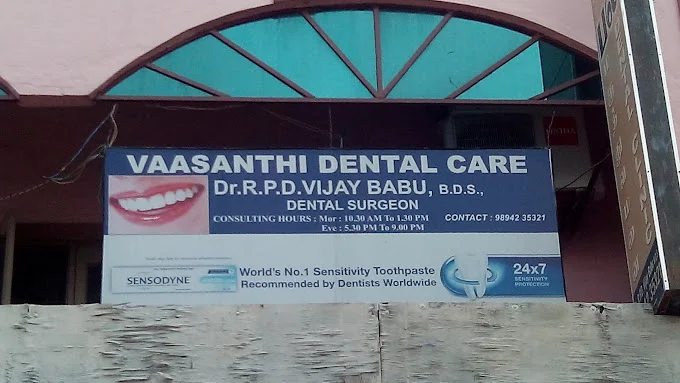 VAASANTHI DENTAL CARE
Dr.R.P.D.VIJAY BABU, B.D.S.,
DENTAL SURGEON
CONSULTING HOURS : Mor : 10.30 AM To 1.30 PM
Eve : 5.30 PM To 9.00 PM
CONTACT : 98942 35321
SENSODYNE
World's No.1 Sensitivity Toothpaste
Recommended by Dentists Worldwide
24x7
SENSITIVITY
PROTECTION